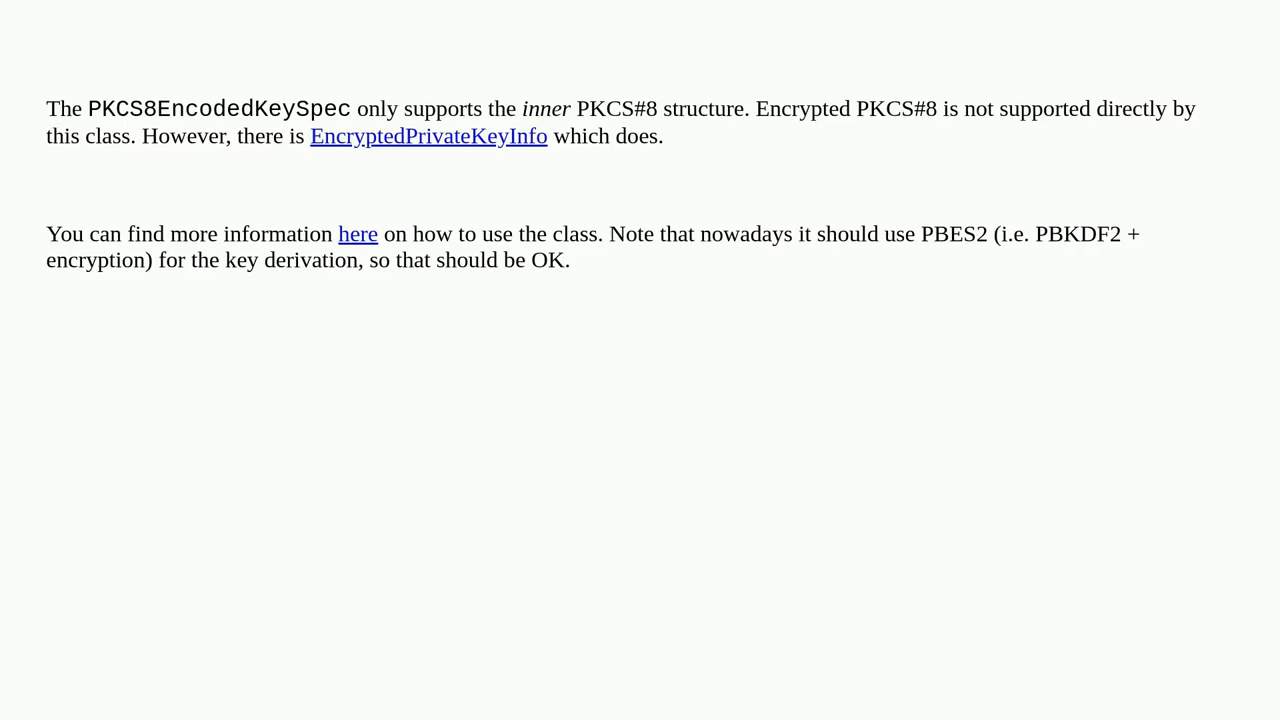 The PKCS8EncodedKeySpec only supports the inner PKCS#8 structure. Encrypted PKCS#8 is not supported directly by
this class. However, there is EncryptedPrivateKeyInfo which does.
You can find more information here on how to use the class. Note that nowadays it should use PBES2 (i.e. PBKDF2 +
encryption) for the key derivation, so that should be OK.